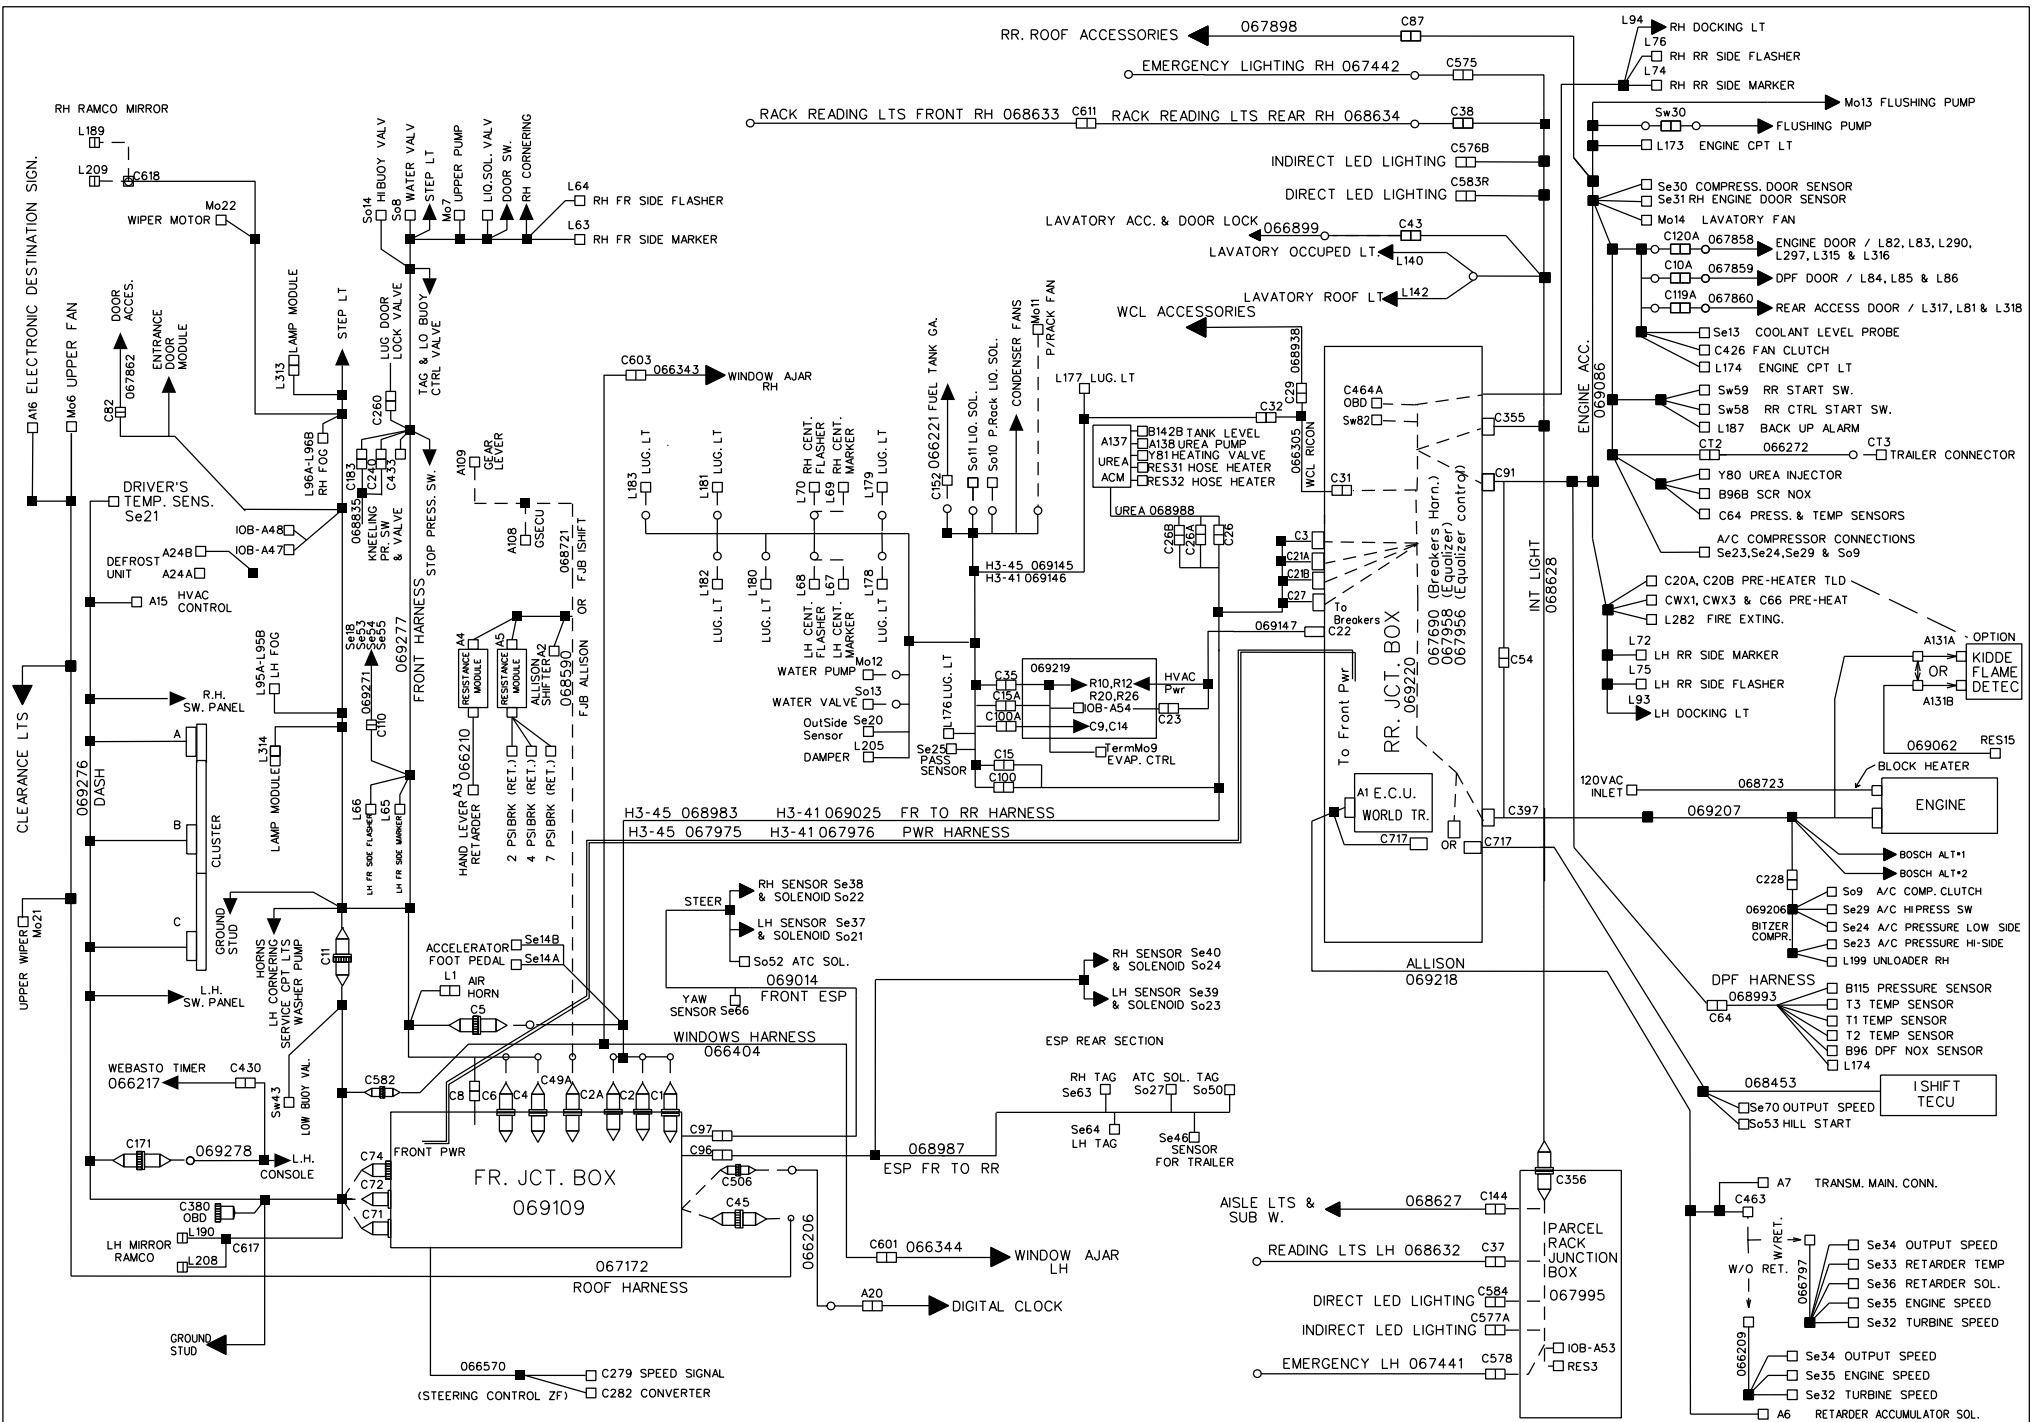 RR. ROOF ACCESSORIES
067898
C87
EMERGENCY LIGHTING RH 067442
C575
RACK READING LTS FRONT RH 068633
C611
RACK READING LTS REAR RH 068634
C38
INDIRECT LED LIGHTING
C576B
DIRECT LED LIGHTING
C583R
LAVATORY ACC. & DOOR LOCK
066899
C43
LAVATORY OCCUPED LT.
L140
LAVATORY ROOF LT
L142
WCL ACCESSORIES
L94
RH DOCKING LT
L76
RH RR SIDE FLASHER
L74
RH RR SIDE MARKER
Mo13 FLUSHING PUMP
Sw30
FLUSHING PUMP
L173 ENGINE CPT LT
Se30 COMPRESS. DOOR SENSOR
Se31 RH ENGINE DOOR SENSOR
Mo14 LAVATORY FAN
C120A 067858
ENGINE DOOR / L82, L83, L290,
L297, L315 & L316
C10A 067859
DPF DOOR / L84, L85 & L86
C119A 067860
REAR ACCESS DOOR / L317, L81 & L318
Se13 COOLANT LEVEL PROBE
C426 FAN CLUTCH
L174 ENGINE CPT LT
Sw59 RR START SW.
Sw58 RR CTRL START SW.
L187 BACK UP ALARM
CT2
066272
CT3
TRAILER CONNECTOR
Y80 UREA INJECTOR
B96B SCR NOX
C64 PRESS. & TEMP SENSORS
A/C COMPRESSOR CONNECTIONS
Se23,Se24,Se29 & So9
C20A, C20B PRE-HEATER TLD
CWX1, CWX3 & C66 PRE-HEAT
L282 FIRE EXTING.
L72
LH RR SIDE MARKER
L75
LH RR SIDE FLASHER
L93
LH DOCKING LT
ENGINE ACC.
069086
OPTION
A131A
KIDDE
FLAME
DETEC
OR
A131B
069062
RES15
BLOCK HEATER
120VAC
INLET
068723
ENGINE
069207
BOSCH ALT*1
BOSCH ALT*2
C228
So9 A/C COMP. CLUTCH
069206
Se29 A/C HIPRESS SW
BITZER
COMPR.
Se24 A/C PRESSURE LOW SIDE
Se23 A/C PRESSURE HI-SIDE
L199 UNLOADER RH
DPF HARNESS
068993
C64
B115 PRESSURE SENSOR
T3 TEMP SENSOR
T1 TEMP SENSOR
T2 TEMP SENSOR
B96 DPF NOX SENSOR
L174
068453
I SHIFT
TECU
Se70 OUTPUT SPEED
So53 HILL START
A7
TRANSM. MAIN. CONN.
C463
W/RET.
W/O RET.
066797
Se34 OUTPUT SPEED
Se33 RETARDER TEMP
Se36 RETARDER SOL.
Se35 ENGINE SPEED
Se32 TURBINE SPEED
066209
Se34 OUTPUT SPEED
Se35 ENGINE SPEED
Se32 TURBINE SPEED
A6 RETARDER ACCUMULATOR SOL.
RH RAMCO MIRROR
L189
L209
C618
Mo22
WIPER MOTOR
A16 ELECTRONIC DESTINATION SIGN.
Mo6 UPPER FAN
DOOR
ACCES.
067862
C82
ENTRANCE
DOOR
MODULE
LAMP MODULE
L313
STEP LT
LUG DOOR
LOCK VALVE
C260
TAG & LO BUOY
CTRL VALVE
So14
HIBUOY VALV
So8
WATER VALV
STEP LT
Mo7
UPPER PUMP
LIQ.SOL. VALV
DOOR SW.
RH CORNERING
L64
RH FR SIDE FLASHER
L63
RH FR SIDE MARKER
L96A-L96B
RH FOG
C183
C240
C433
068835
KNEELING
PR. SW
& VALVE
STOP PRESS. SW.
DRIVER'S
TEMP. SENS.
Se21
IOB-A48
IOB-A47
DEFROST
UNIT
A24B
A24A
A15
HVAC
CONTROL
A109
GEAR
LEVER
A108
GSECU
068721
FJB ISHIFT
OR
068590
FJB ALLISON
C603
066343
WINDOW AJAR
RH
L183
LUG. LT
L181
LUG. LT
L70
RH CENT.
FLASHER
L69
RH CENT.
MARKER
L179
LUG. LT
L182
LUG. LT
L180
LUG. LT
L68
LH CENT.
FLASHER
L67
LH CENT.
MARKER
L178
LUG. LT
C152 066221 FUEL TANK GA.
So11 LIQ. SOL.
So10 P.Rack LIQ. SOL.
CONDENSER FANS
Mo11
P/RACK FAN
L177 LUG. LT
C32
C29
068938
066305
WCL RICON
A137
UREA
ACM
B142B TANK LEVEL
A138 UREA PUMP
Y81 HEATING VALVE
RES31 HOSE HEATER
RES32 HOSE HEATER
UREA 068988
C26B
C26A
C26
H3-45 069145
H3-41 069146
C464A
OBD
Sw82
C355
C91
C31
C3
C21A
C21B
C27
To
Breakers
C22
069147
RR. JCT. BOX
069220
067690 (Breakers Harn.)
067958 (Equalizer)
067956 (Equalizer control)
INT LIGHT
068628
C54
To Front Pwr
A1 E.C.U.
WORLD TR.
C717
OR
C717
C397
ALLISON
069218
CLEARANCE LTS
069276
DASH
R.H.
SW. PANEL
A
B
C
CLUSTER
L.H.
SW. PANEL
UPPER WIPER
Mo21
L95A-L95B
LH FOG
L314
LAMP MODULE
Se18
Se53
Se54
Se55
069271
C110
069277
FRONT HARNESS
L66
LH FR SIDE FLASHER
L65
LH FR SIDE MARKER
A4
RESISTANCE
MODULE
A5
RESISTANCE
MODULE
ALLISON
SHIFTER
A2
066210
HAND LEVER
RETARDER
A3
2 PSIBRK (RET.)
4 PSIBRK (RET.)
7 PSIBRK (RET.)
Mo12
WATER PUMP
So13
WATER VALVE
OutSide
Sensor
Se20
DAMPER
L205
L176
LUG. LT
Se25
PASS
SENSOR
C35
C15A
C100A
C15
C100
069219
R10,R12
R20,R26
IOB-A54
C9,C14
HVAC
Pwr
C23
TermMo9
EVAP. CTRL
H3-45 068983 H3-41 069025 FR TO RR HARNESS
H3-45 067975 H3-41 067976 PWR HARNESS
GROUND
STUD
HORNS
LH CORNERING
SERVICE CPT LTS
WASHER PUMP
C11
ACCELERATOR
FOOT PEDAL
Se14B
Se14A
L1
AIR
HORN
C5
STEER
RH SENSOR Se38
& SOLENOID So22
LH SENSOR Se37
& SOLENOID So21
So52 ATC SOL.
069014
FRONT ESP
YAW
SENSOR Se66
WINDOWS HARNESS
066404
RH SENSOR Se40
& SOLENOID So24
LH SENSOR Se39
& SOLENOID So23
ESP REAR SECTION
RH TAG
Se63
ATC SOL. TAG
So27
So50
Se64
LH TAG
Se46
SENSOR
FOR TRAILER
068987
ESP FR TO RR
WEBASTO TIMER
066217
C430
Sw43
LOW BUOY VAL.
C582
C8
C6
C4
C49A
C2A
C2
C1
C97
C96
C506
C45
066206
FRONT PWR
FR. JCT. BOX
069109
C74
C72
C71
C171
069278
L.H.
CONSOLE
C380
OBD
LH MIRROR
RAMCO
L190
L208
C617
067172
ROOF HARNESS
GROUND
STUD
C601
066344
WINDOW AJAR
LH
A20
DIGITAL CLOCK
066570
(STEERING CONTROL ZF)
C279 SPEED SIGNAL
C282 CONVERTER
AISLE LTS &
SUB W.
068627
C144
READING LTS LH 068632
C37
DIRECT LED LIGHTING
C584
INDIRECT LED LIGHTING
C577A
EMERGENCY LH 067441
C578
C356
PARCEL
RACK
JUNCTION
BOX
067995
IOB-A53
RES3